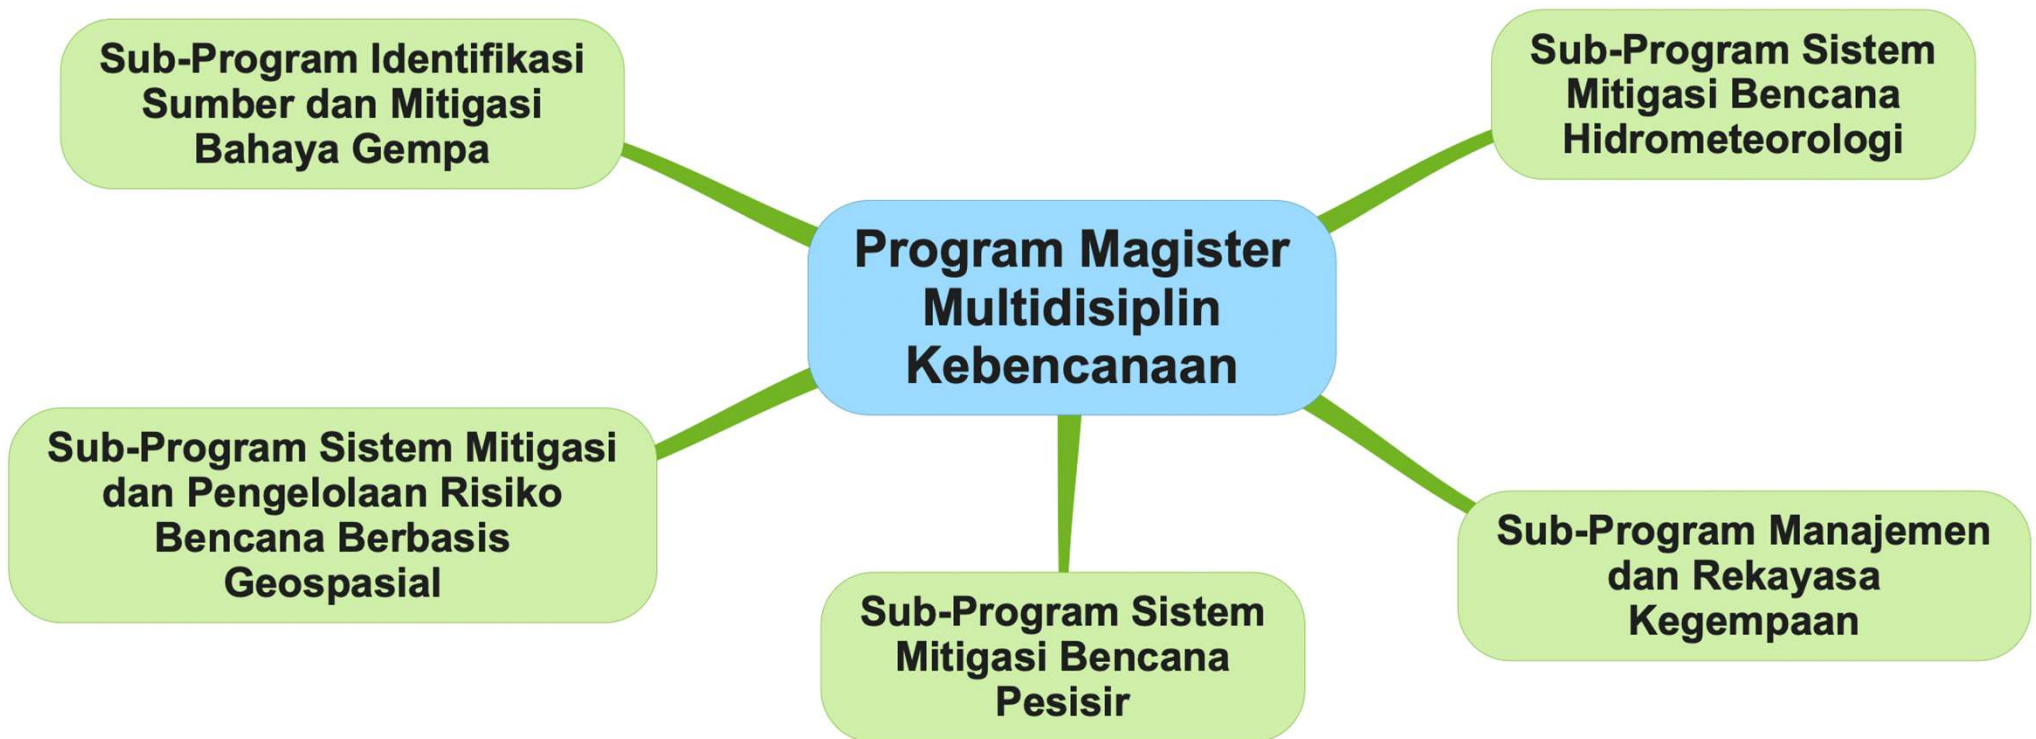 Sub-Program Identifikasi
Sumber dan Mitigasi
Bahaya Gempa
Sub-Program Sistem
Mitigasi Bencana
Hidrometeorologi
Program Magister
Multidisiplin
Kebencanaan
Sub-Program Sistem Mitigasi
dan Pengelolaan Risiko
Bencana Berbasis
Geospasial
Sub-Program Sistem
Mitigasi Bencana
Pesisir
Sub-Program Manajemen
dan Rekayasa
Kegempaan